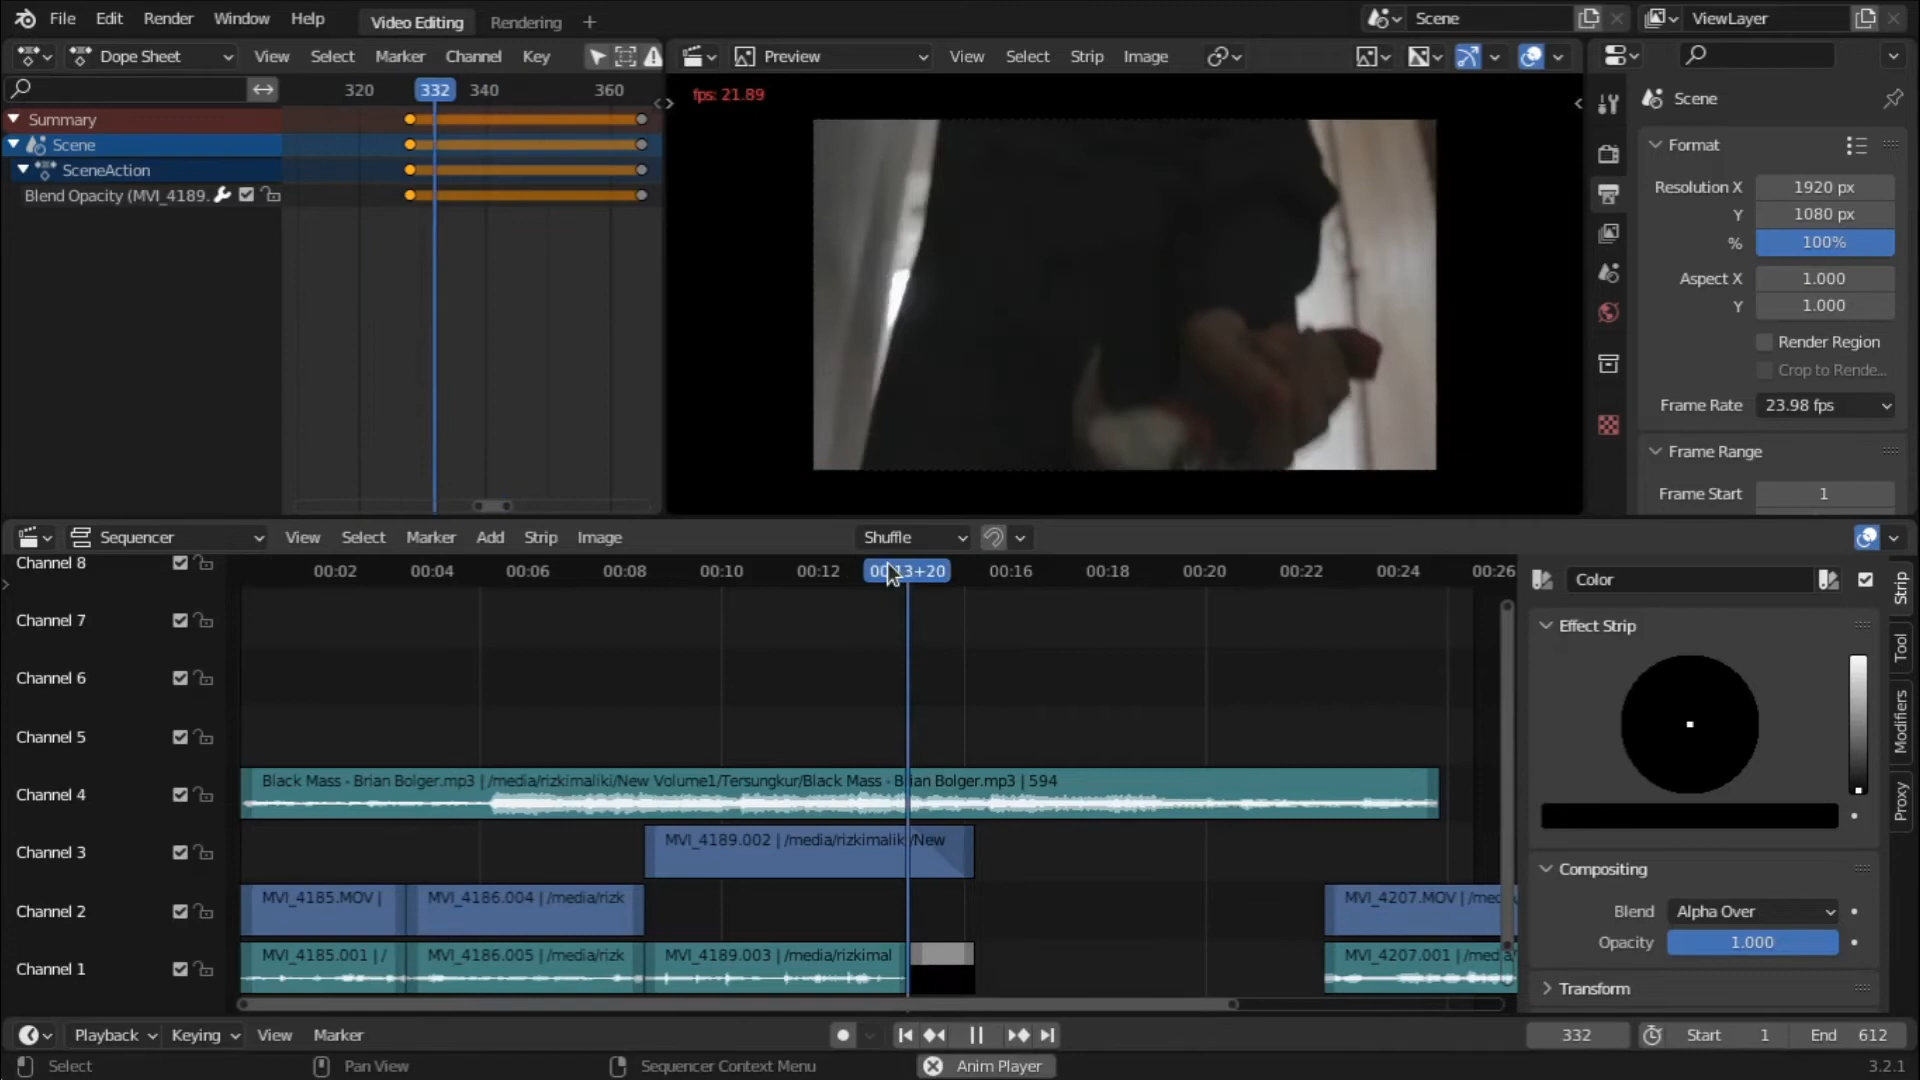 File Edit Render Window Help Video Editing Rendering + Scene ViewLayer
Dope Sheet View Select Marker Channel Key Preview View Select Strip Image
320 332 340 360
Summary
Scene
SceneAction
Blend Opacity (MVI_4189.
fps: 21.89
Scene
Format
Resolution X 1920 px
Y 1080 px
% 100%
Aspect X 1.000
Y 1.000
Render Region
Crop to Rende...
Frame Rate 23.98 fps
Frame Range
Frame Start 1
Sequencer View Select Marker Add Strip Image Shuffle
00:02 00:04 00:06 00:08 00:10 00:12 00:13+20 00:16 00:18 00:20 00:22 00:24 00:26
Channel 8
Channel 7
Channel 6
Channel 5
Channel 4
Black Mass - Brian Bolger.mp3 | /media/rizkimaliki/New Volume1/Tersungkur/Black Mass - Brian Bolger.mp3 | 594
Channel 3
MVI_4189.002 | /media/rizkimaliki/New
Channel 2
MVI_4185.MOV | MVI_4186.004 | /media/rizk MVI_4207.MOV | /media
Channel 1
MVI_4185.001 | / MVI_4186.005 | /media/rizk MVI_4189.003 | /media/rizkimal MVI_4207.001 | /media
Color
Effect Strip
Compositing
Blend Alpha Over
Opacity 1.000
Transform
Strip
Tool
Modifiers
Proxy
Playback Keying View Marker 332 Start 1 End 612
Select Pan View Sequencer Context Menu Anim Player 3.2.1